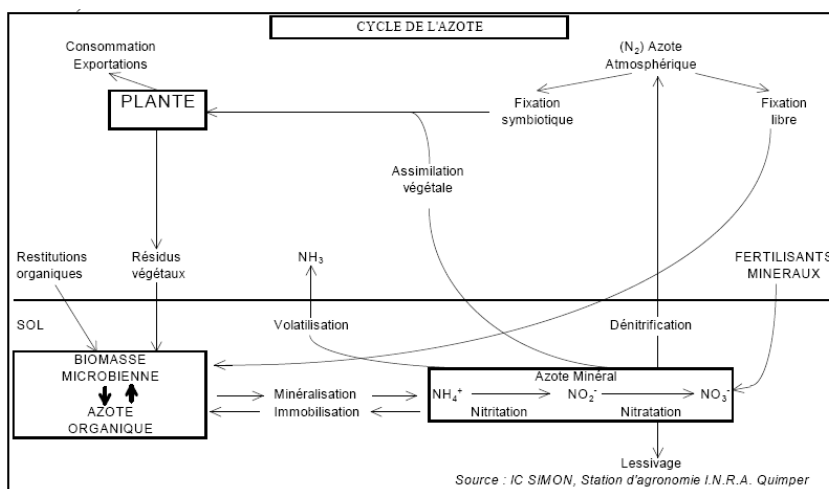 CYCLE DE L'AZOTE
Consommation
Exportations
(N₂) Azote
Atmosphérique
PLANTE
Fixation
symbiotique
Fixation
libre
Assimilation
végétale
Restitutions
organiques
Résidus
végétaux
NH₃
FERTILISANTS
MINERAUX
SOL
Volatilisation
Dénitrification
BIOMASSE
MICROBIENNE
AZOTE
ORGANIQUE
Minéralisation
Immobilisation
Azote Minéral
NH₄⁺ NO₂⁻ NO₃⁻
Nitritation Nitratation
Lessivage
Source : IC SIMON, Station d'agronomie I.N.R.A. Quimper